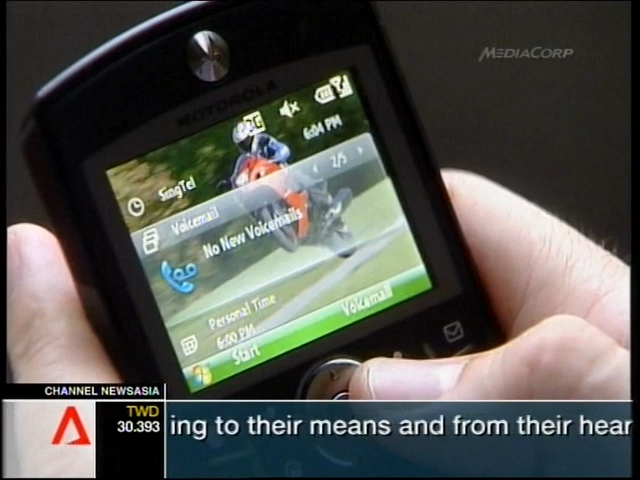 MEDIACORP
MOTOROLA
3G
6:04 PM
SingTel
2/5
Voicemail
No New Voicemails
Personal Time
6:00 PM
Start
Voicemail
CHANNEL NEWSASIA
TWD
30.393
ing to their means and from their hear